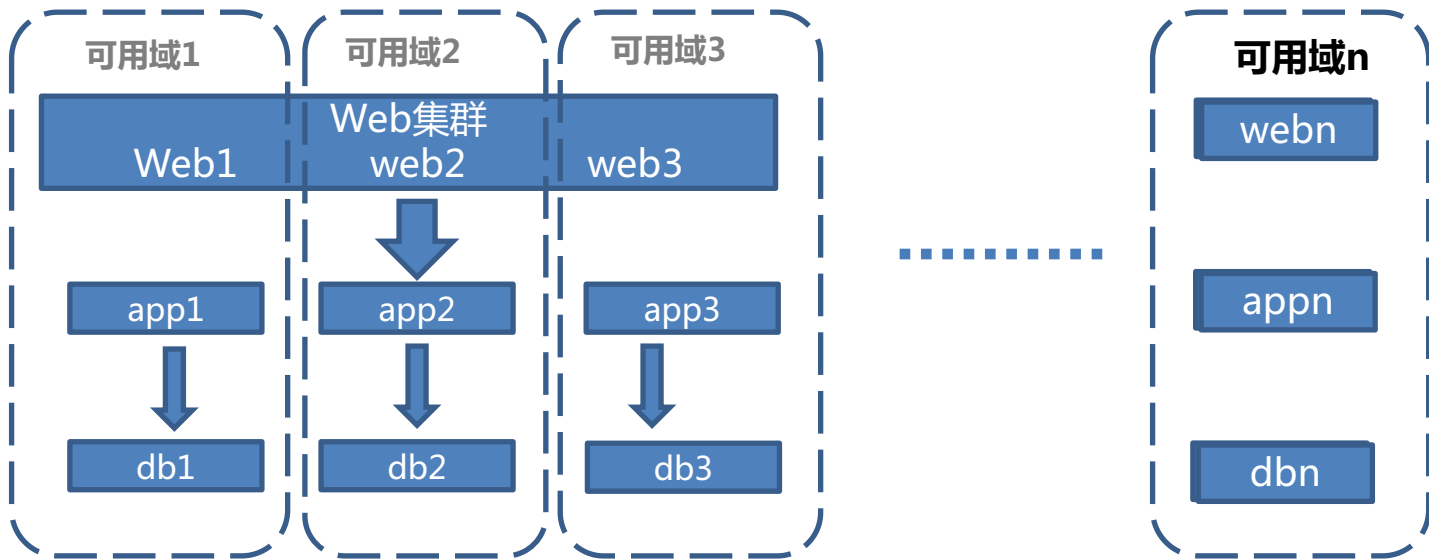 可用域1
可用域2
可用域3
可用域n
Web集群
Web1
web2
web3
webn
app1
app2
app3
appn
db1
db2
db3
dbn